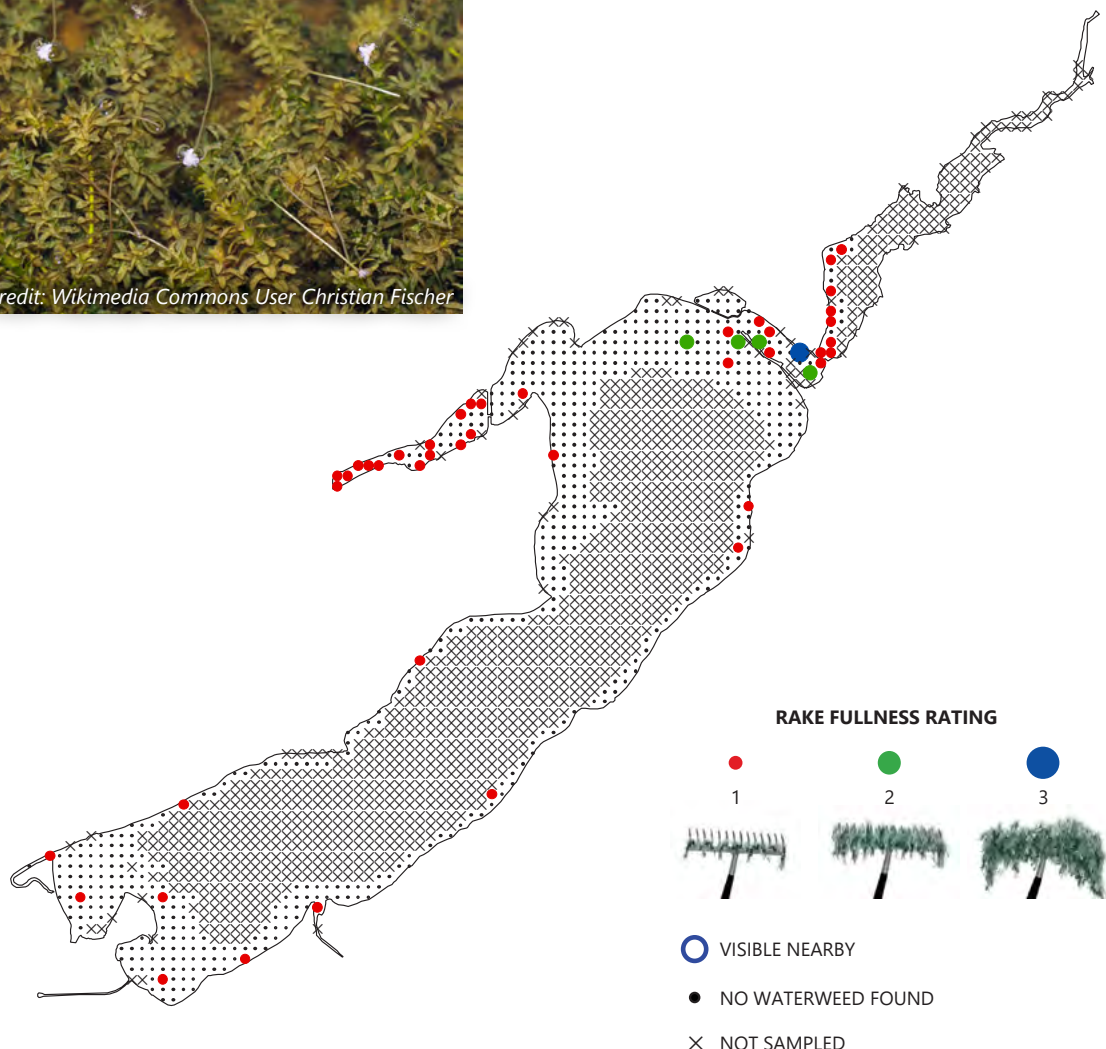 redit: Wikimedia Commons User Christian Fischer
RAKE FULLNESS RATING
1
2
3
VISIBLE NEARBY
NO WATERWEED FOUND
NOT SAMPLED